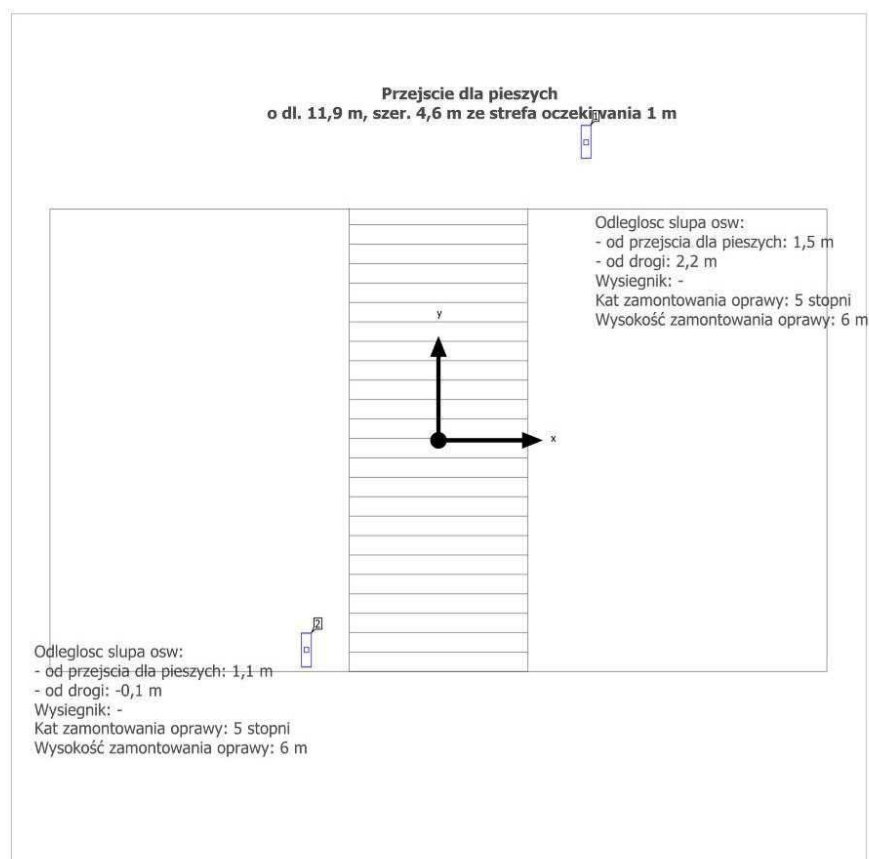 Przejscie dla pieszych
o dl. 11,9 m, szer. 4,6 m ze strefa oczekiwania 1 m
1
Odleglosc slupa osw:
- od przejscia dla pieszych: 1,5 m
- od drogi: 2,2 m
Wysiegnik: -
Kat zamontowania oprawy: 5 stopni
Wysokość zamontowania oprawy: 6 m
y
x
2
Odleglosc slupa osw:
- od przejscia dla pieszych: 1,1 m
- od drogi: -0,1 m
Wysiegnik: -
Kat zamontowania oprawy: 5 stopni
Wysokość zamontowania oprawy: 6 m